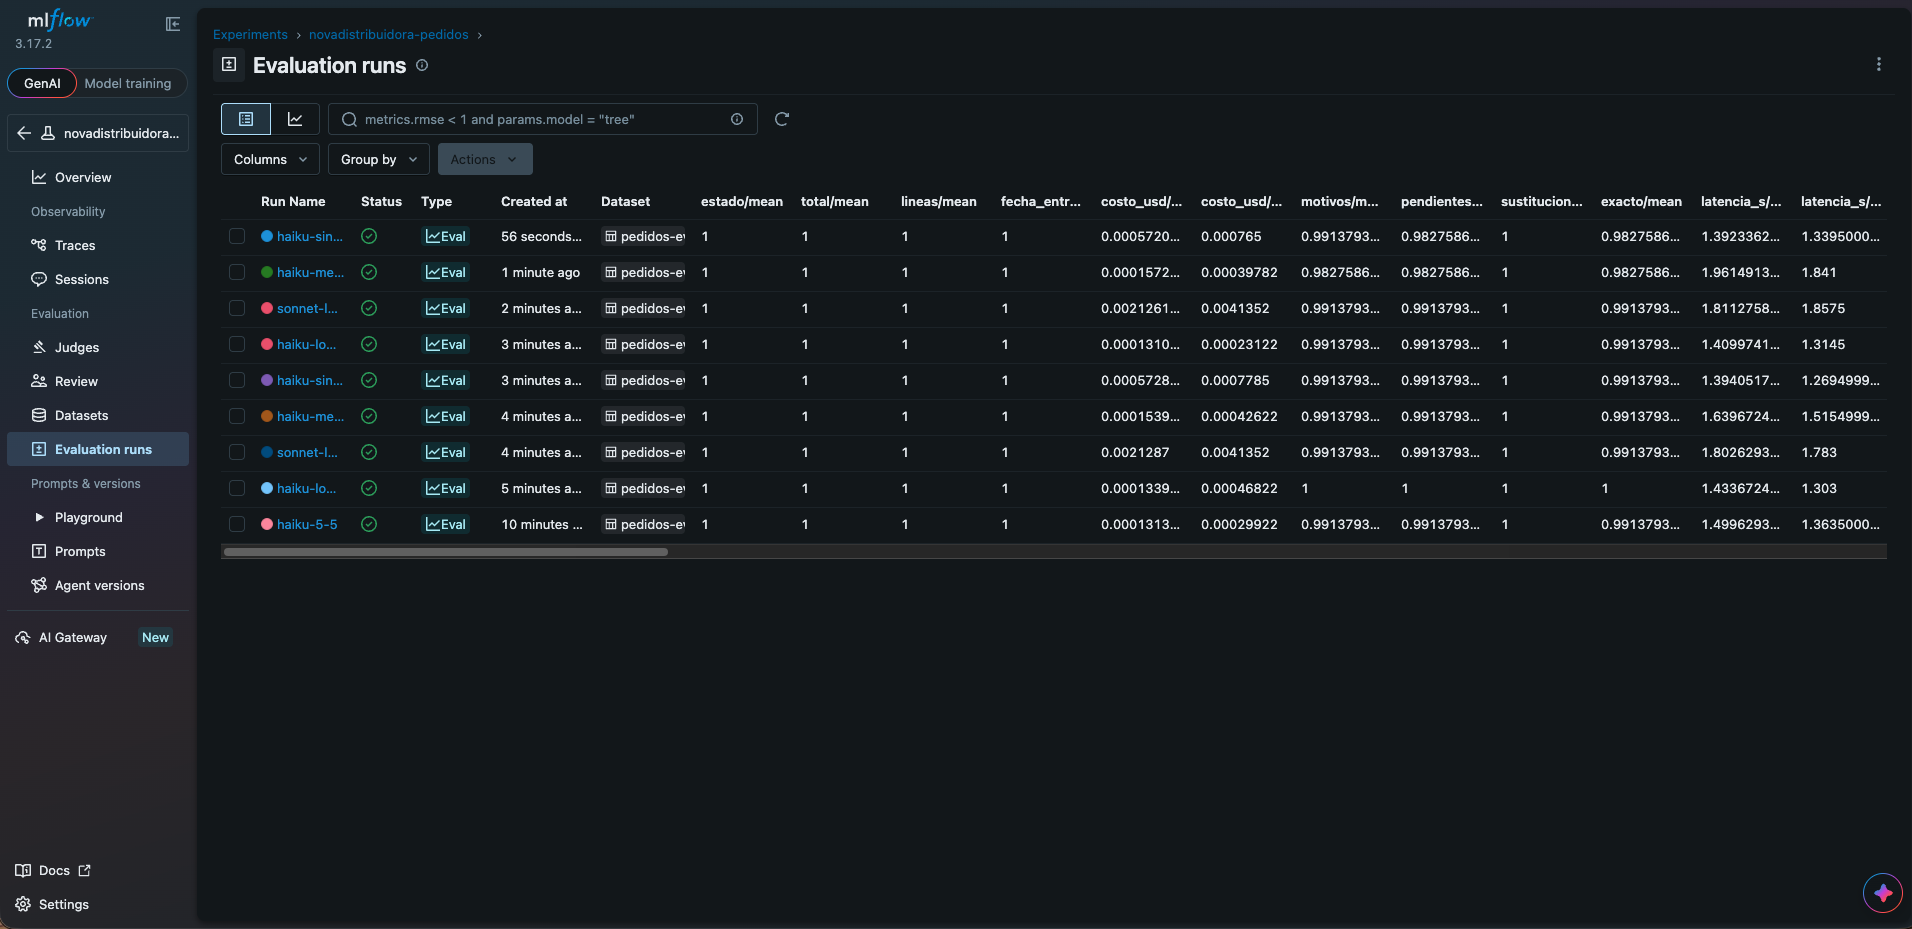 mlflow
3.17.2
GenAI Model training
novadistribuidora...
Overview
Observability
Traces
Sessions
Evaluation
Judges
Review
Datasets
Evaluation runs
Prompts & versions
Playground
Prompts
Agent versions
AI Gateway New
Docs
Settings
Experiments › novadistribuidora-pedidos ›
Evaluation runs
metrics.rmse < 1 and params.model = "tree"
Columns Group by Actions
Run Name Status Type Created at Dataset estado/mean total/mean lineas/mean fecha_entr... costo_usd/... costo_usd/... motivos/m... pendientes... sustitucion... exacto/mean latencia_s/... latencia_s/...
haiku-sin... Eval 56 seconds... pedidos-ev 1 1 1 1 0.0005720... 0.000765 0.9913793... 0.9827586... 1 0.9827586... 1.3923362... 1.3395000...
haiku-me... Eval 1 minute ago pedidos-ev 1 1 1 1 0.0001572... 0.00039782 0.9827586... 0.9827586... 1 0.9827586... 1.9614913... 1.841
sonnet-l... Eval 2 minutes a... pedidos-ev 1 1 1 1 0.0021261... 0.0041352 0.9913793... 0.9913793... 1 0.9913793... 1.8112758... 1.8575
haiku-lo... Eval 3 minutes a... pedidos-ev 1 1 1 1 0.0001310... 0.00023122 0.9913793... 0.9913793... 1 0.9913793... 1.4099741... 1.3145
haiku-sin... Eval 3 minutes a... pedidos-ev 1 1 1 1 0.0005728... 0.0007785 0.9913793... 0.9913793... 1 0.9913793... 1.3940517... 1.2694999...
haiku-me... Eval 4 minutes a... pedidos-ev 1 1 1 1 0.0001539... 0.00042622 0.9913793... 0.9913793... 1 0.9913793... 1.6396724... 1.5154999...
sonnet-l... Eval 4 minutes a... pedidos-ev 1 1 1 1 0.0021287 0.0041352 0.9913793... 0.9913793... 1 0.9913793... 1.8026293... 1.783
haiku-lo... Eval 5 minutes a... pedidos-ev 1 1 1 1 0.0001339... 0.00046822 1 1 1 1 1.4336724... 1.303
haiku-5-5 Eval 10 minutes ... pedidos-ev 1 1 1 1 0.0001313... 0.00029922 0.9913793... 0.9913793... 1 0.9913793... 1.4996293... 1.3635000...